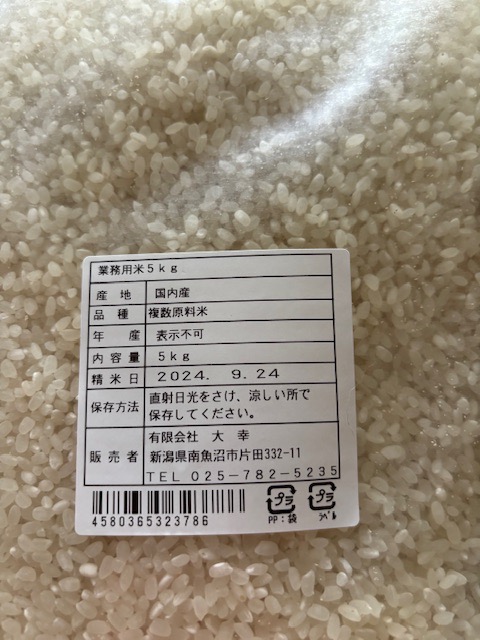 業務用米5kg
産地 国内産
品種 複数原料米
年産 表示不可
内容量 5kg
精米日 2024. 9.24
保存方法 直射日光をさけ、涼しい所で
保存してください。
販売者 有限会社 大幸
新潟県南魚沼市片田332-11
TEL 025-782-5235
4580365323786
プラ プラ
PP:袋 ラベル